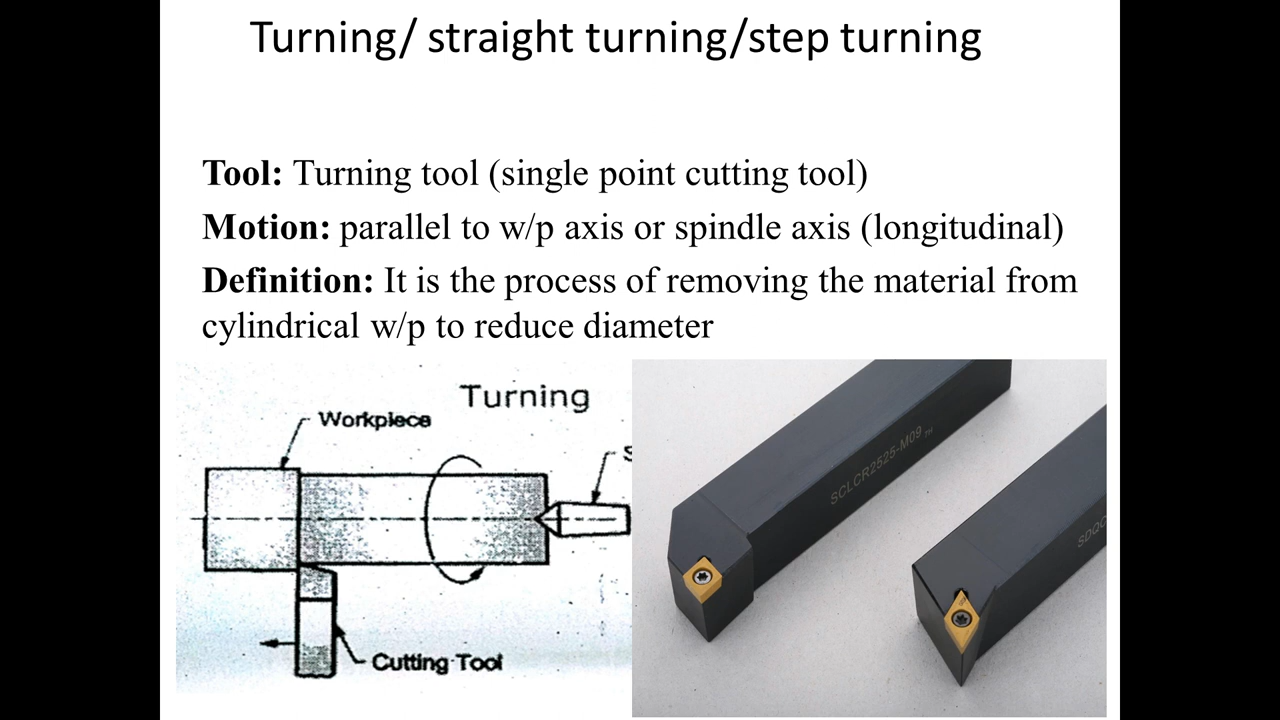 Turning/ straight turning/step turning
Tool: Turning tool (single point cutting tool)
Motion: parallel to w/p axis or spindle axis (longitudinal)
Definition: It is the process of removing the material from
cylindrical w/p to reduce diameter
Turning
Workpiece
Cutting Tool
SCLCR2525-M09
SDQC